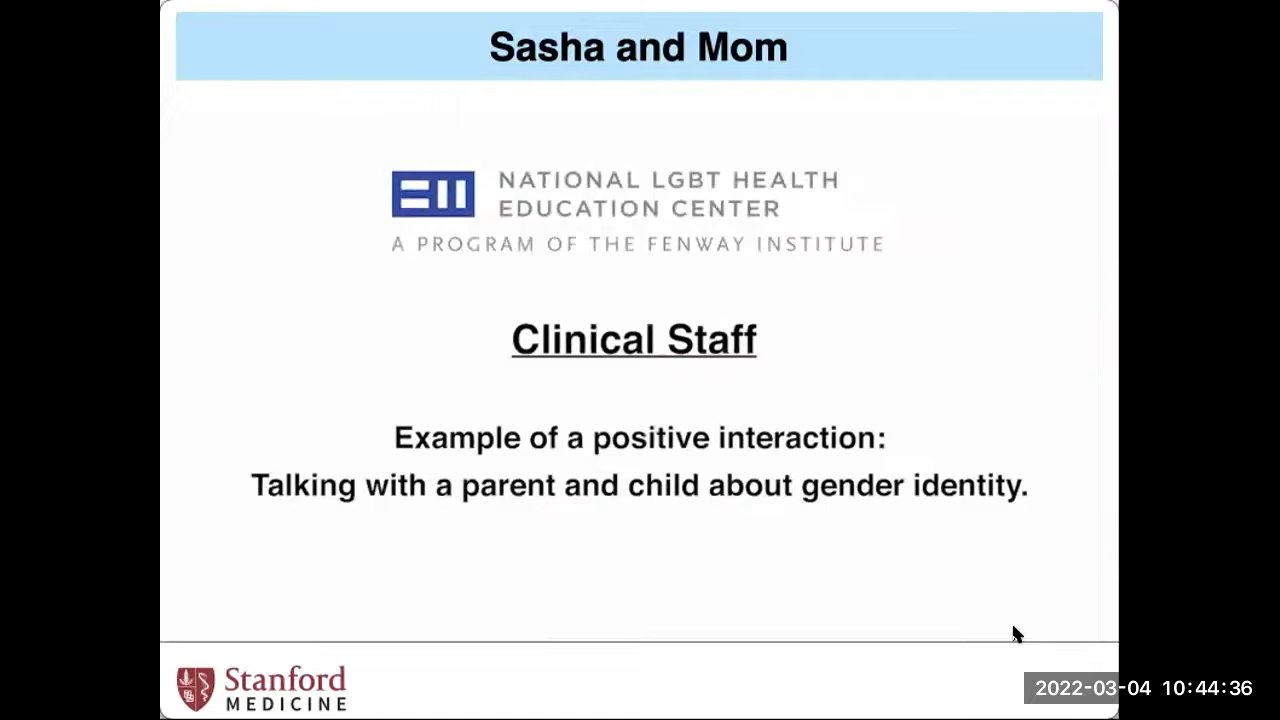 Sasha and Mom
NATIONAL LGBT HEALTH
EDUCATION CENTER
A PROGRAM OF THE FENWAY INSTITUTE
Clinical Staff
Example of a positive interaction:
Talking with a parent and child about gender identity.
Stanford
MEDICINE
2022-03-04 10:44:36